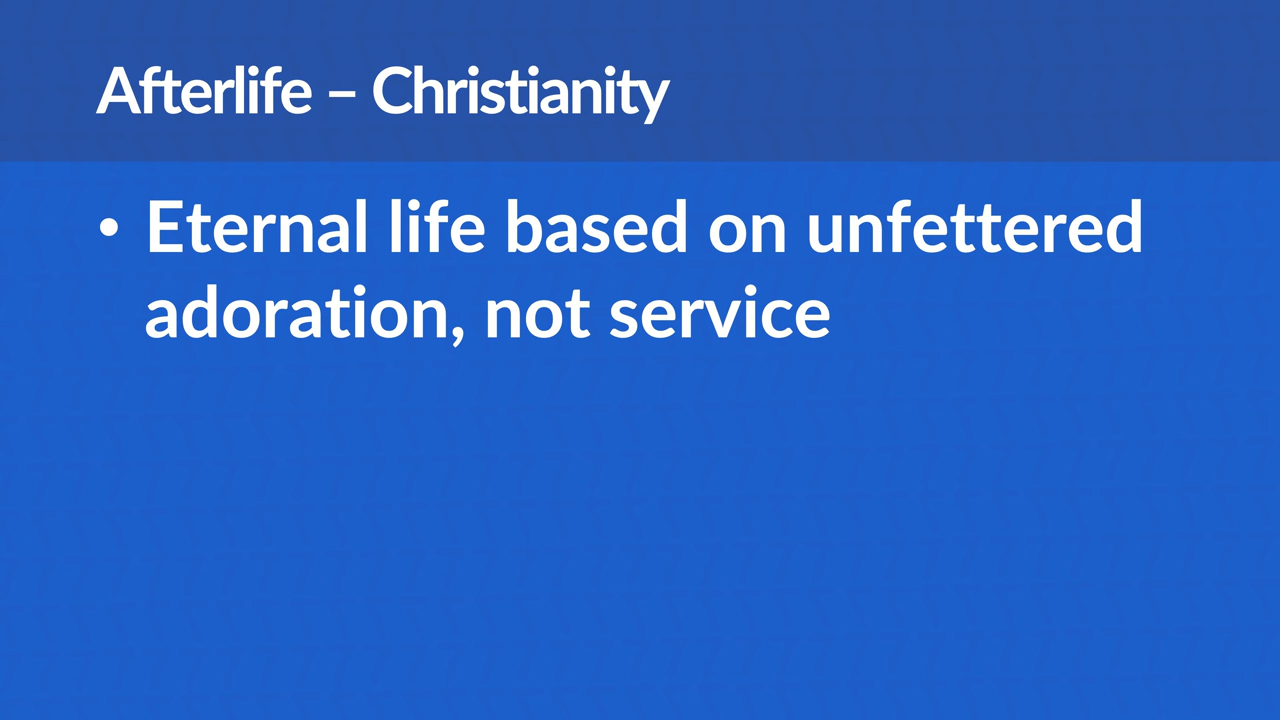 Afterlife – Christianity
• Eternal life based on unfettered
adoration, not service